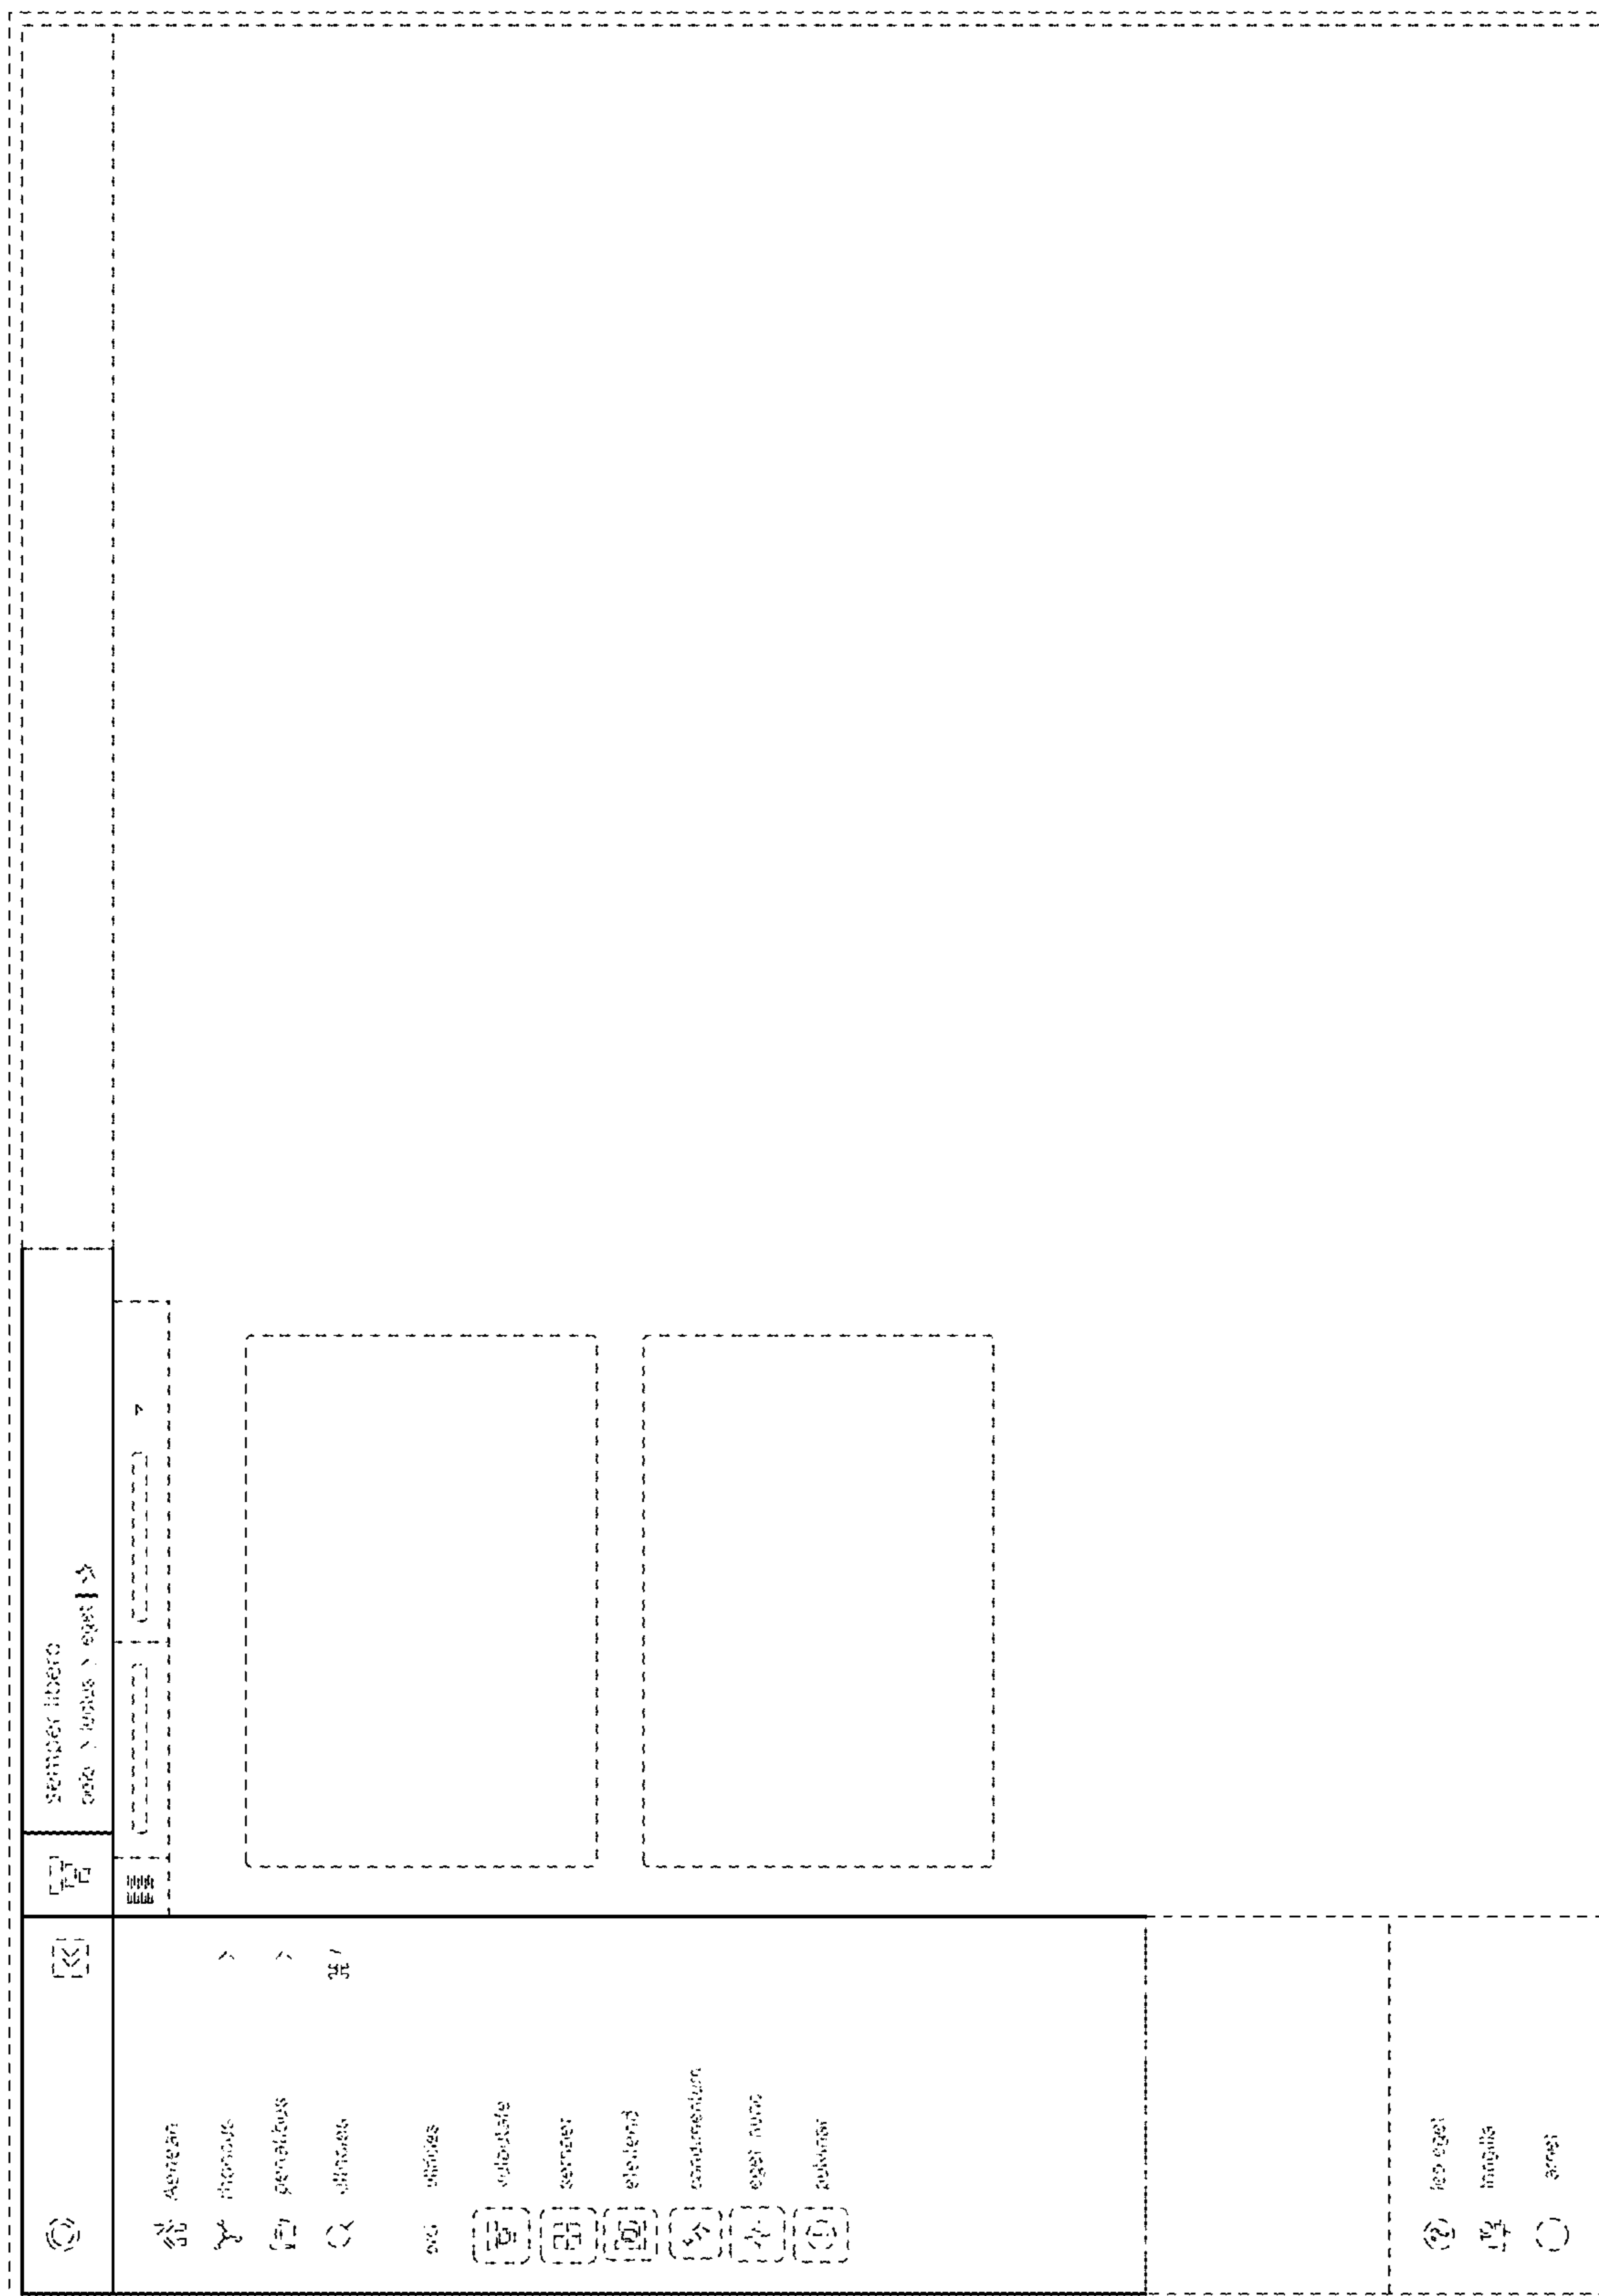 semper libero
odio > luctus > eget
Aenean
rhoncus
penatibus
ultricies
ultrices
vulputate
semper
eleifend
condimentum
eget nunc
pulvinar
leo eget
fringilla
amet